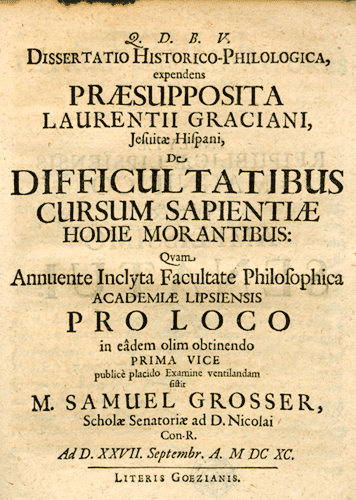 Q. D. B. V.
DISSERTATIO HISTORICO-PHILOLOGICA,
expendens
PRÆSUPPOSITA
LAURENTII GRACIANI,
Jesuitæ Hispani,
De
DIFFICULTATIBUS
CURSUM SAPIENTIÆ
HODIE MORANTIBUS:
Qvam
Annuente Inclyta Facultate Philosophica
ACADEMIÆ LIPSIENSIS
PRO LOCO
in eâdem olim obtinendo
PRIMA VICE
publicè placido Examine ventilandam
sistit
M. SAMUEL GROSSER,
Scholæ Senatoriæ ad D. Nicolai
Con-R.
Ad D. XXVII. Septembr. A. M DC XC.
LITERIS GOEZIANIS.